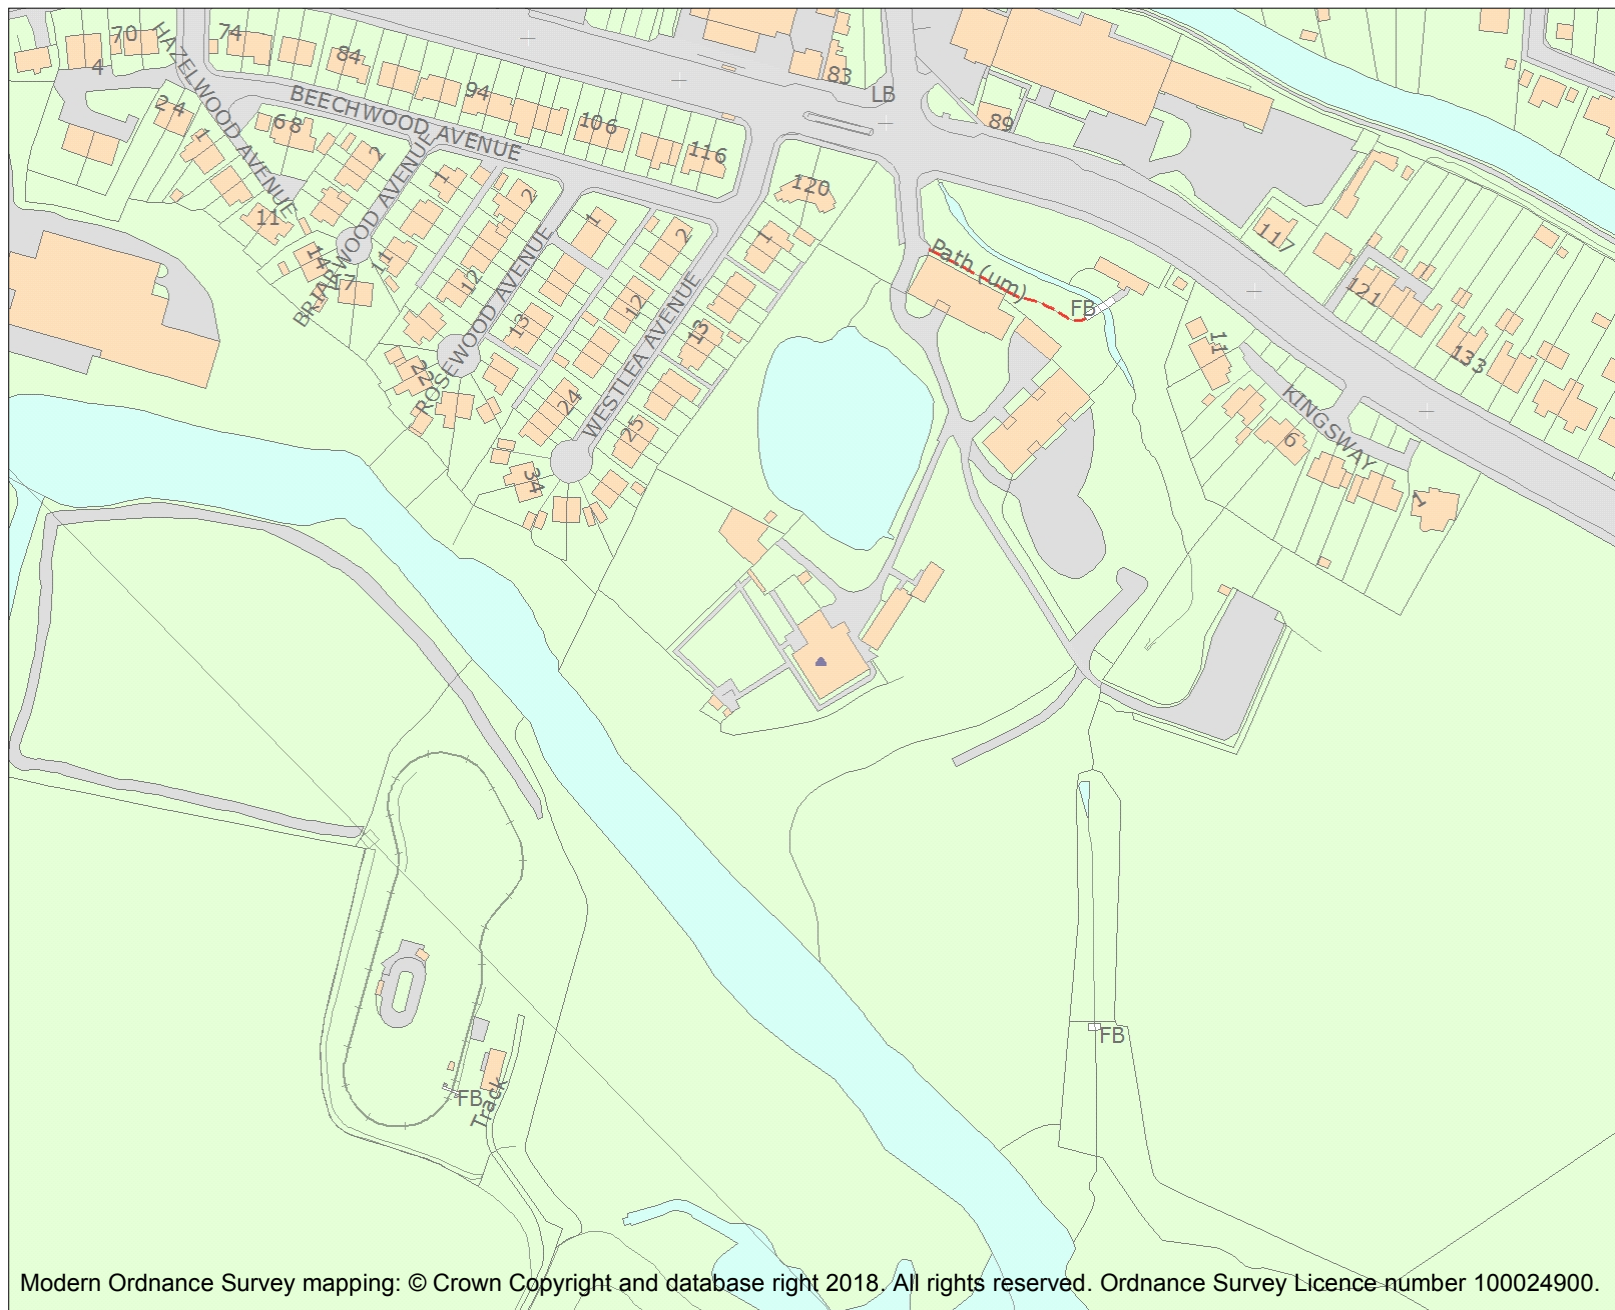 70
74
4
84
94
83
LB
89
HAZELWOOD AVENUE
BEECHWOOD AVENUE
24
1
68
2
106
116
120
1
2
11
14
17
BRIARWOOD AVENUE
11
1
2
12
ROSEWOOD AVENUE
1
2
12
13
22
24
WESTLEA AVENUE
13
25
34
Path (um)
FB
117
121
133
11
KINGSWAY
6
1
FB
FB
Track
Modern Ordnance Survey mapping: © Crown Copyright and database right 2018. All rights reserved. Ordnance Survey Licence number 100024900.